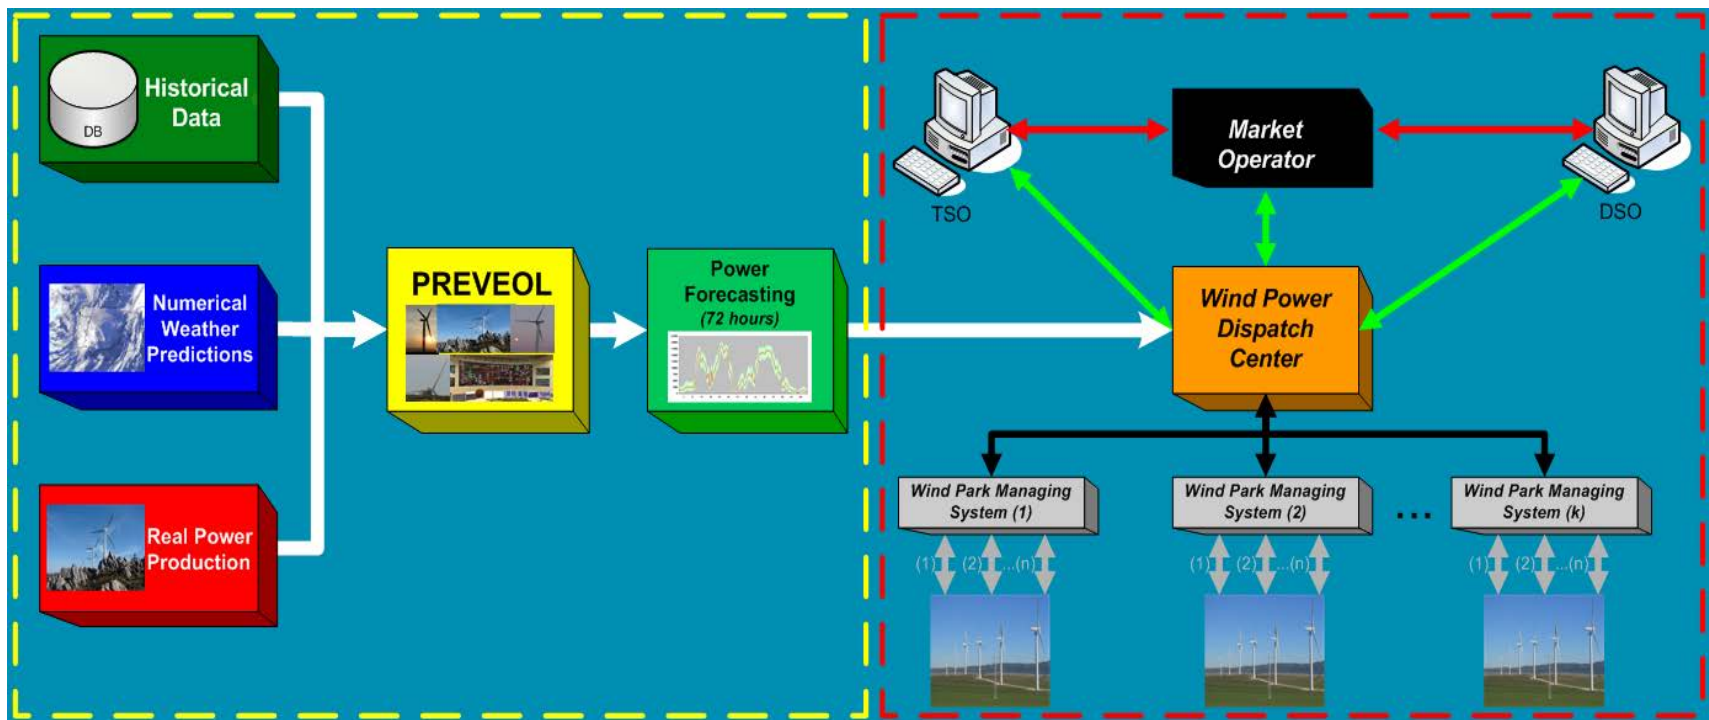 DB
Historical
Data
Numerical
Weather
Predictions
Real Power
Production
PREVEOL
Power
Forecasting
(72 hours)
TSO
Market
Operator
DSO
Wind Power
Dispatch
Center
Wind Park Managing
System (1)
Wind Park Managing
System (2)
...
Wind Park Managing
System (k)
(1) (2) ...(n)
(1) (2) ...(n)
(1) (2) ...(n)